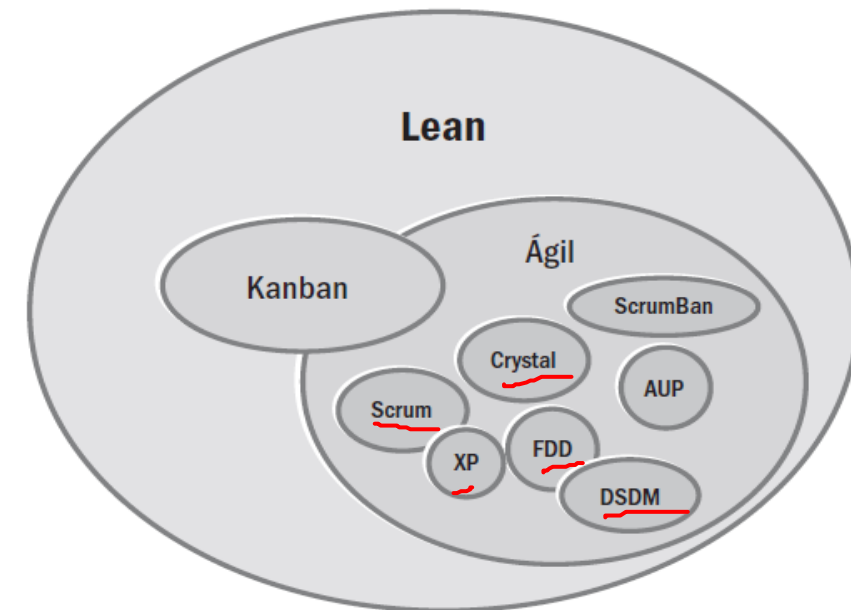 Lean
Ágil
Kanban
ScrumBan
Crystal
AUP
Scrum
XP
FDD
DSDM